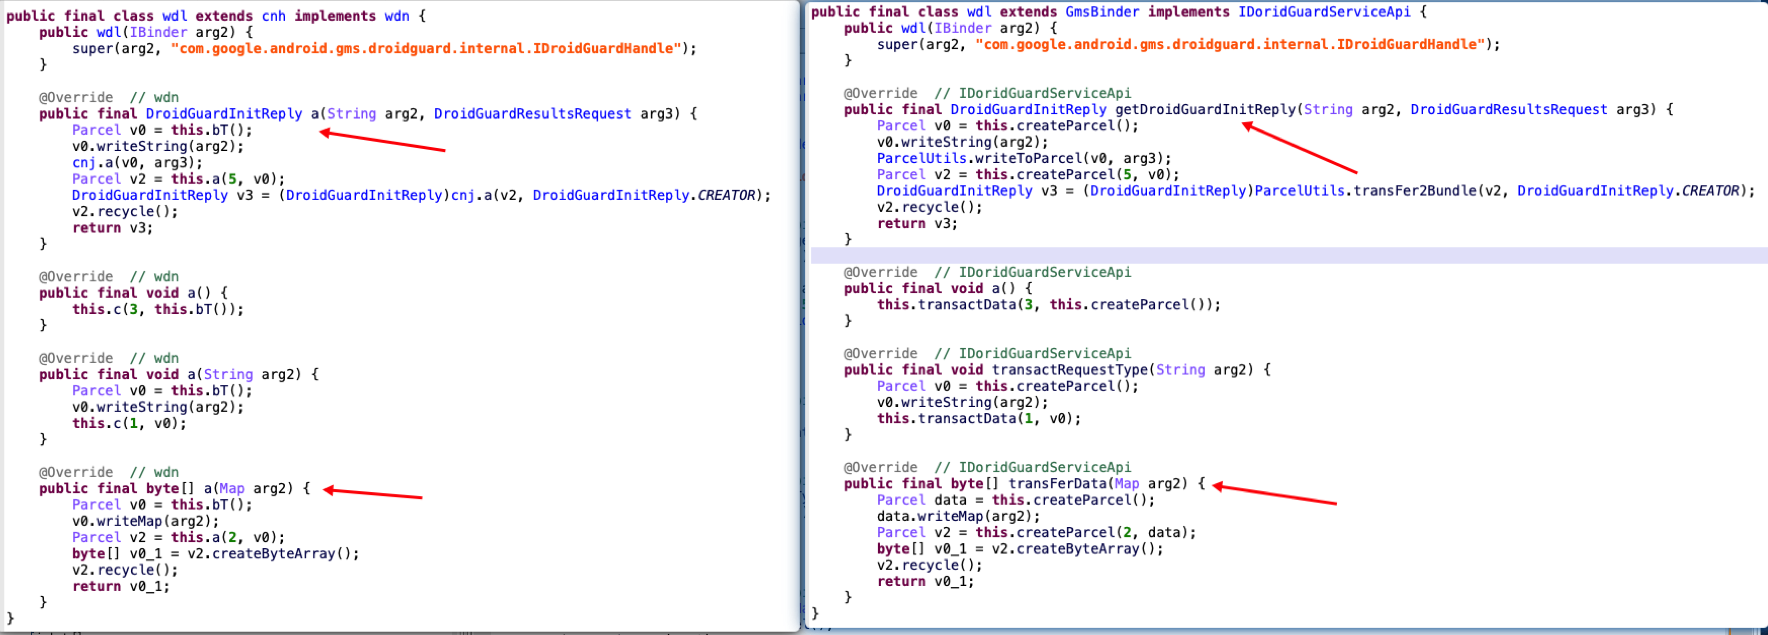 public final class wdl extends cnh implements wdn {
    public wdl(IBinder arg2) {
        super(arg2, "com.google.android.gms.droidguard.internal.IDroidGuardHandle");
    }

    @Override  // wdn
    public final DroidGuardInitReply a(String arg2, DroidGuardResultsRequest arg3) {
        Parcel v0 = this.bT();
        v0.writeString(arg2);
        cnj.a(v0, arg3);
        Parcel v2 = this.a(5, v0);
        DroidGuardInitReply v3 = (DroidGuardInitReply)cnj.a(v2, DroidGuardInitReply.CREATOR);
        v2.recycle();
        return v3;
    }

    @Override  // wdn
    public final void a() {
        this.c(3, this.bT());
    }

    @Override  // wdn
    public final void a(String arg2) {
        Parcel v0 = this.bT();
        v0.writeString(arg2);
        this.c(1, v0);
    }

    @Override  // wdn
    public final byte[] a(Map arg2) {
        Parcel v0 = this.bT();
        v0.writeMap(arg2);
        Parcel v2 = this.a(2, v0);
        byte[] v0_1 = v2.createByteArray();
        v2.recycle();
        return v0_1;
    }
}
public final class wdl extends GmsBinder implements IDoridGuardServiceApi {
    public wdl(IBinder arg2) {
        super(arg2, "com.google.android.gms.droidguard.internal.IDroidGuardHandle");
    }

    @Override  // IDoridGuardServiceApi
    public final DroidGuardInitReply getDroidGuardInitReply(String arg2, DroidGuardResultsRequest arg3) {
        Parcel v0 = this.createParcel();
        v0.writeString(arg2);
        ParcelUtils.writeToParcel(v0, arg3);
        Parcel v2 = this.createParcel(5, v0);
        DroidGuardInitReply v3 = (DroidGuardInitReply)ParcelUtils.transFer2Bundle(v2, DroidGuardInitReply.CREATOR);
        v2.recycle();
        return v3;
    }

    @Override  // IDoridGuardServiceApi
    public final void a() {
        this.transactData(3, this.createParcel());
    }

    @Override  // IDoridGuardServiceApi
    public final void transactRequestType(String arg2) {
        Parcel v0 = this.createParcel();
        v0.writeString(arg2);
        this.transactData(1, v0);
    }

    @Override  // IDoridGuardServiceApi
    public final byte[] transFerData(Map arg2) {
        Parcel data = this.createParcel();
        data.writeMap(arg2);
        Parcel v2 = this.createParcel(2, data);
        byte[] v0_1 = v2.createByteArray();
        v2.recycle();
        return v0_1;
    }
}